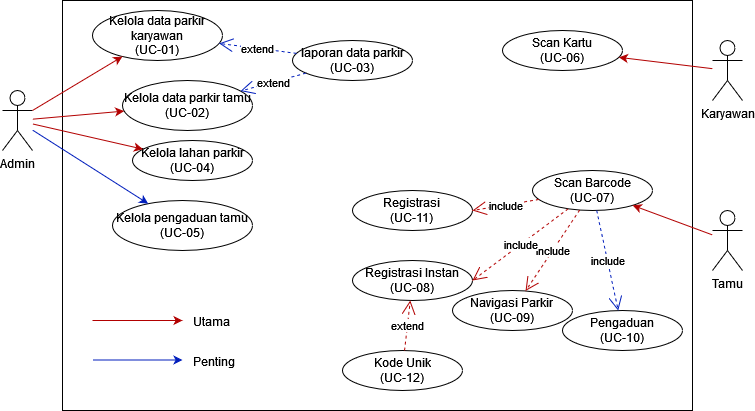 Kelola data parkir
karyawan
(UC-01)
extend
laporan data parkir
(UC-03)
Scan Kartu
(UC-06)
Karyawan
extend
Kelola data parkir tamu
(UC-02)
Admin
Kelola lahan parkir
(UC-04)
Kelola pengaduan tamu
(UC-05)
Scan Barcode
(UC-07)
Registrasi
(UC-11)
include
include
include
include
Tamu
Registrasi Instan
(UC-08)
Navigasi Parkir
(UC-09)
Pengaduan
(UC-10)
extend
Kode Unik
(UC-12)
Utama
Penting